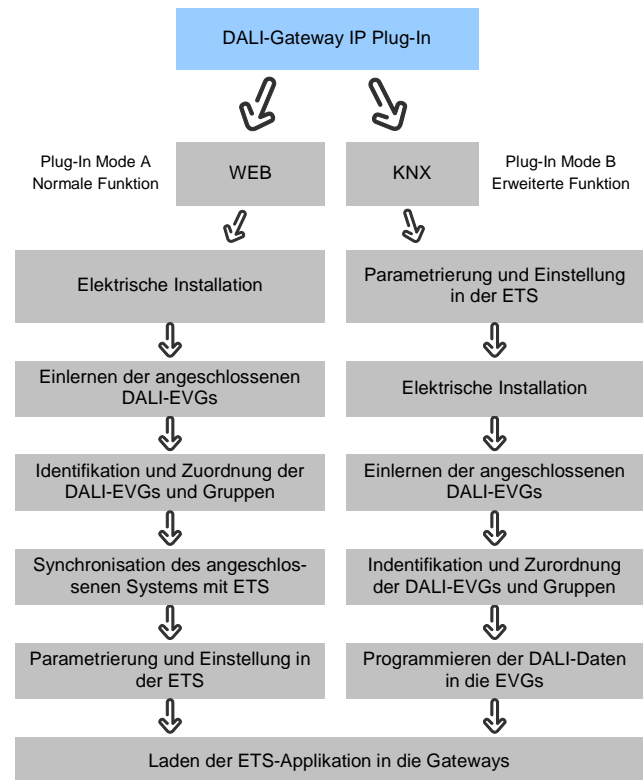 DALI-Gateway IP Plug-In
Plug-In Mode A
Normale Funktion
WEB
KNX
Plug-In Mode B
Erweiterte Funktion
Elektrische Installation
Parametrierung und Einstellung
in der ETS
Einlernen der angeschlossenen
DALI-EVGs
Elektrische Installation
Identifikation und Zuordnung der
DALI-EVGs und Gruppen
Einlernen der angeschlossenen
DALI-EVGs
Synchronisation des angeschlos-
senen Systems mit ETS
Indentifikation und Zurordnung
der DALI-EVGs und Gruppen
Parametrierung und Einstellung in
der ETS
Programmieren der DALI-Daten
in die EVGs
Laden der ETS-Applikation in die Gateways